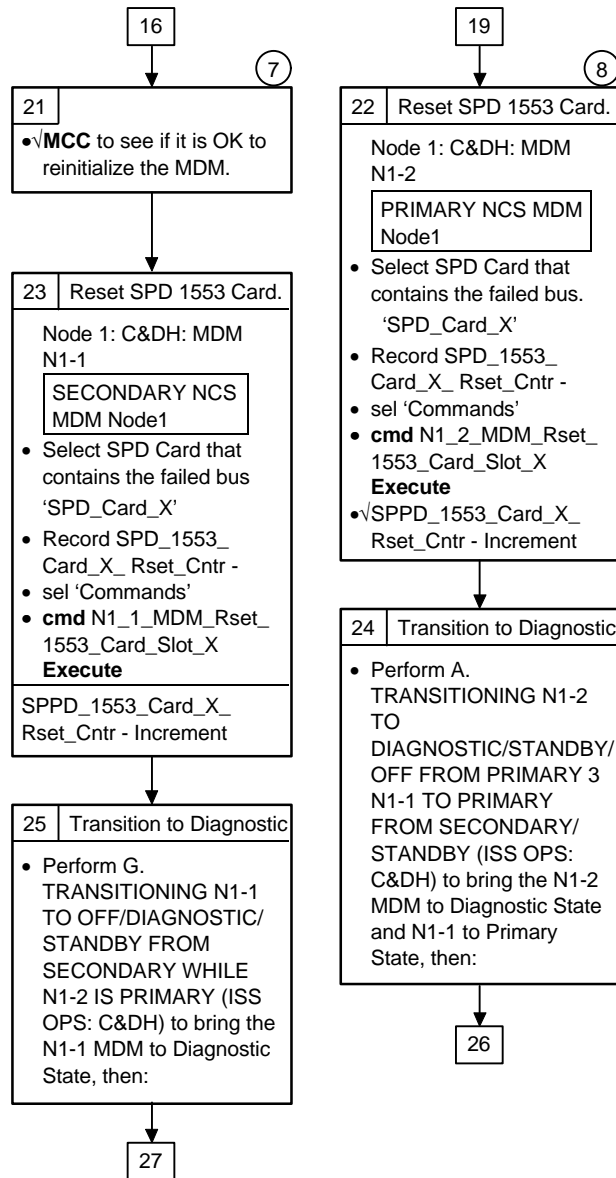 16
7
21
•√MCC to see if it is OK to
reinitialize the MDM.
23 Reset SPD 1553 Card.
Node 1: C&DH: MDM
N1-1
SECONDARY NCS
MDM Node1
• Select SPD Card that
contains the failed bus
‘SPD_Card_X’
• Record SPD_1553_
Card_X_ Rset_Cntr -
• sel ‘Commands’
• cmd N1_1_MDM_Rset_
1553_Card_Slot_X
Execute
SPPD_1553_Card_X_
Rset_Cntr - Increment
25 Transition to Diagnostic
• Perform G.
TRANSITIONING N1-1
TO OFF/DIAGNOSTIC/
STANDBY FROM
SECONDARY WHILE
N1-2 IS PRIMARY (ISS
OPS: C&DH) to bring the
N1-1 MDM to Diagnostic
State, then:
27
19
8
22 Reset SPD 1553 Card.
Node 1: C&DH: MDM
N1-2
PRIMARY NCS MDM
Node1
• Select SPD Card that
contains the failed bus.
‘SPD_Card_X’
• Record SPD_1553_
Card_X_ Rset_Cntr -
• sel ‘Commands’
• cmd N1_2_MDM_Rset_
1553_Card_Slot_X
Execute
•√SPPD_1553_Card_X_
Rset_Cntr - Increment
24 Transition to Diagnostic
• Perform A.
TRANSITIONING N1-2
TO
DIAGNOSTIC/STANDBY/
OFF FROM PRIMARY 3
N1-1 TO PRIMARY
FROM SECONDARY/
STANDBY (ISS OPS:
C&DH) to bring the N1-2
MDM to Diagnostic State
and N1-1 to Primary
State, then:
26